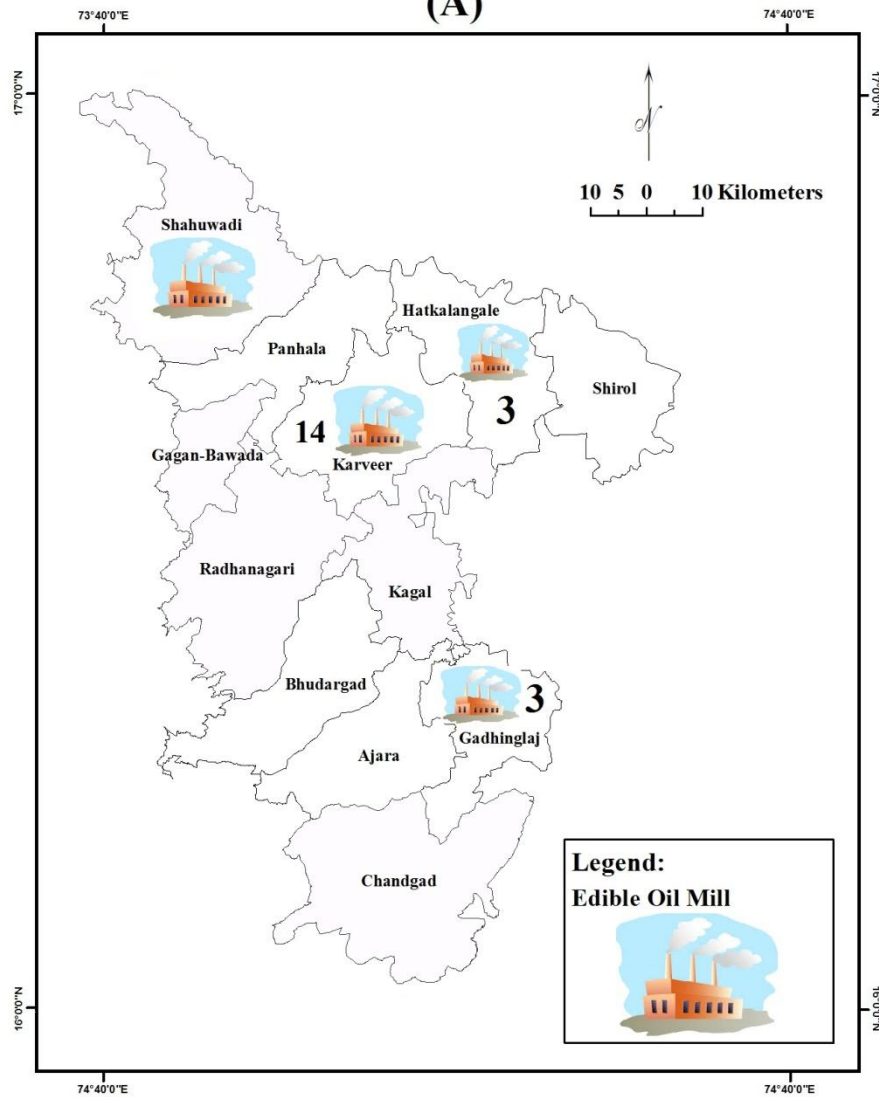 (A)
73°40'0"E
74°40'0"E
17°0'0"N
17°0'0"N
N
10 5 0 10 Kilometers
Shahuwadi
Hatkalangale
Panhala
Shirol
3
14
Gagan-Bawada
Karveer
Radhanagari
Kagal
Bhudargad
3
Gadhinglaj
Ajara
Chandgad
Legend:
Edible Oil Mill
16°0'0"N
16°0'0"N
74°40'0"E
74°40'0"E